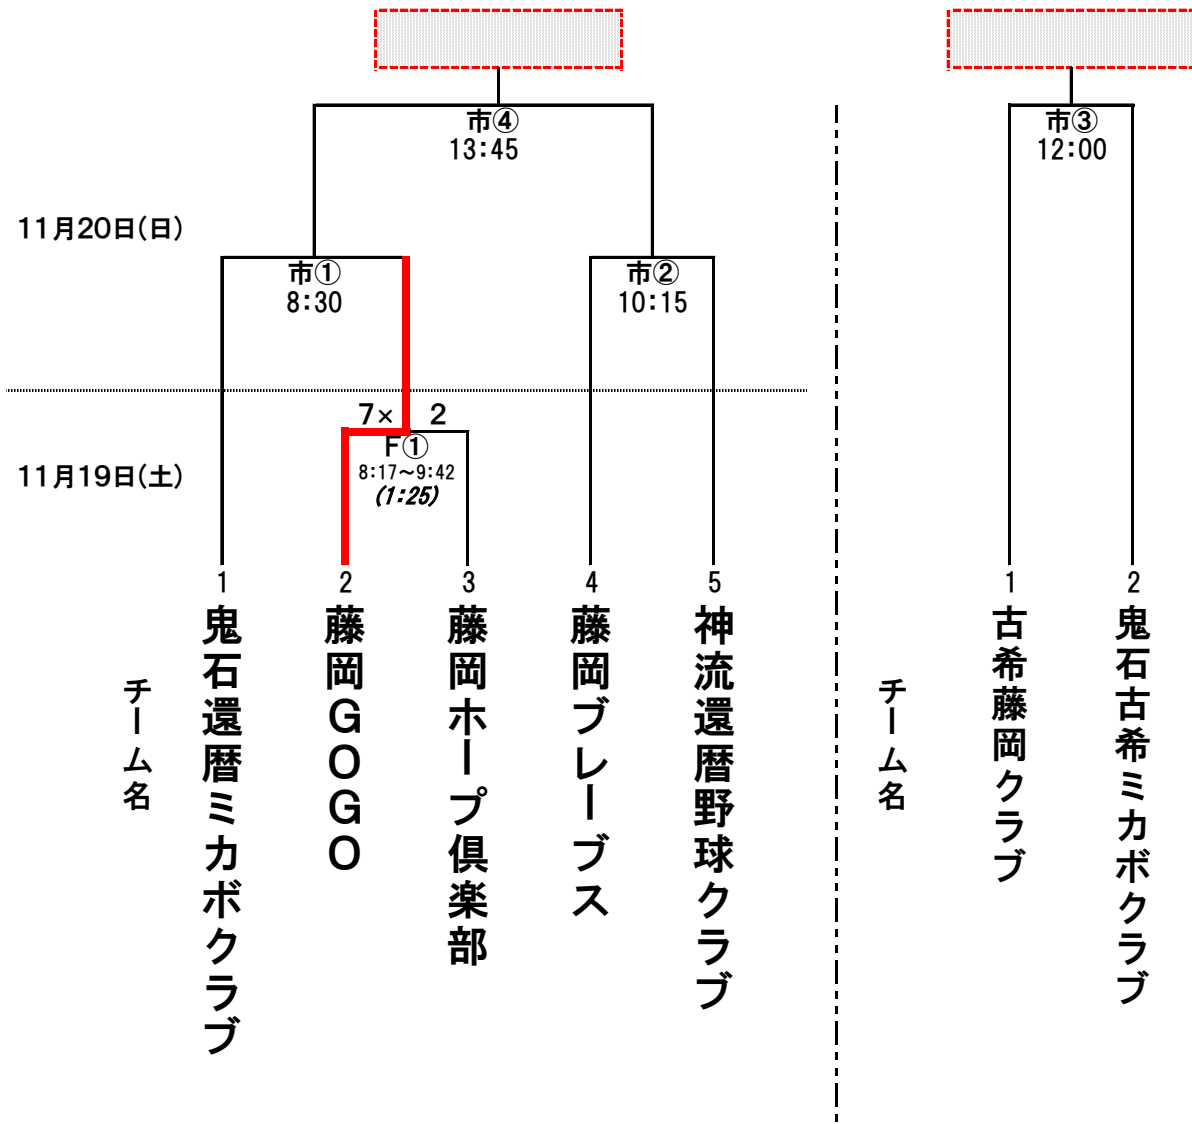 市④
13:45
市③
12:00
11月20日(日)
市①
8:30
市②
10:15
7× 2
F①
8:17～9:42
(1:25)
11月19日(土)
1
2
3
4
5
1
2
チーム名
鬼石還暦ミカボクラブ
藤岡GOGO
藤岡ホープ倶楽部
藤岡ブレーブス
神流還暦野球クラブ
チーム名
古希藤岡クラブ
鬼石古希ミカボクラブ